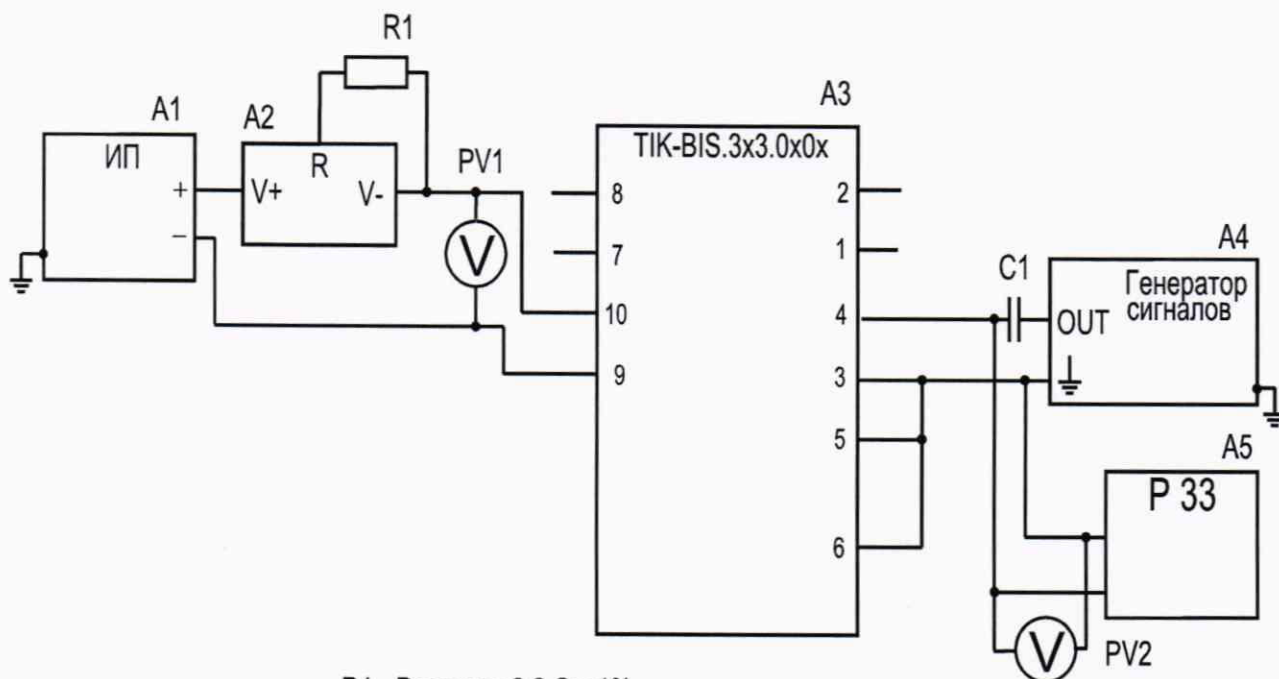 R1
A1
ИП
+
−
A2
R
V+
V-
PV1
V
A3
TIK-BIS.3x3.0x0x
8
7
10
9
2
1
4
3
5
6
C1
A4
Генератор
сигналов
OUT
A5
P 33
V
PV2